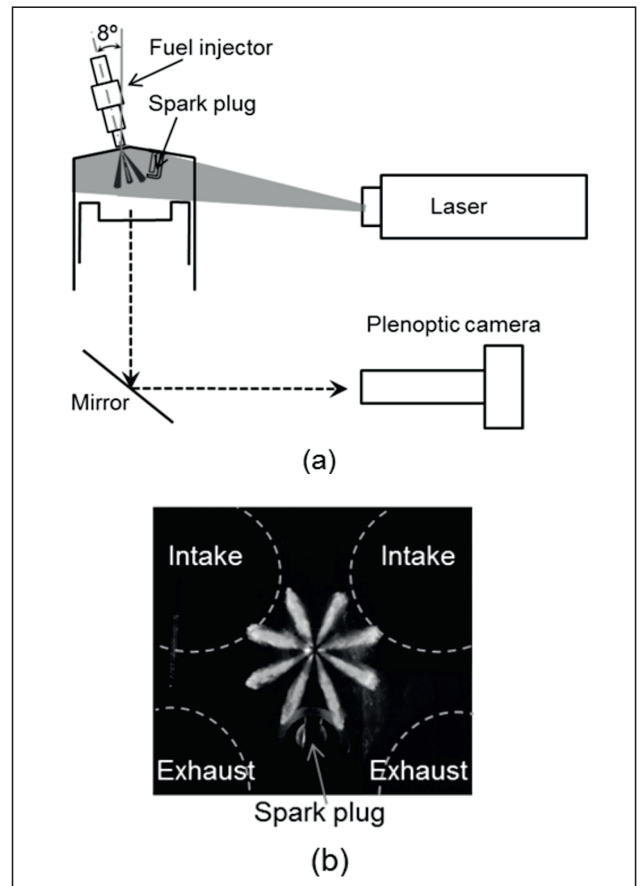 8°
Fuel injector
Spark plug
Laser
Plenoptic camera
Mirror
(a)
Intake Intake
Exhaust Exhaust
Spark plug
(b)